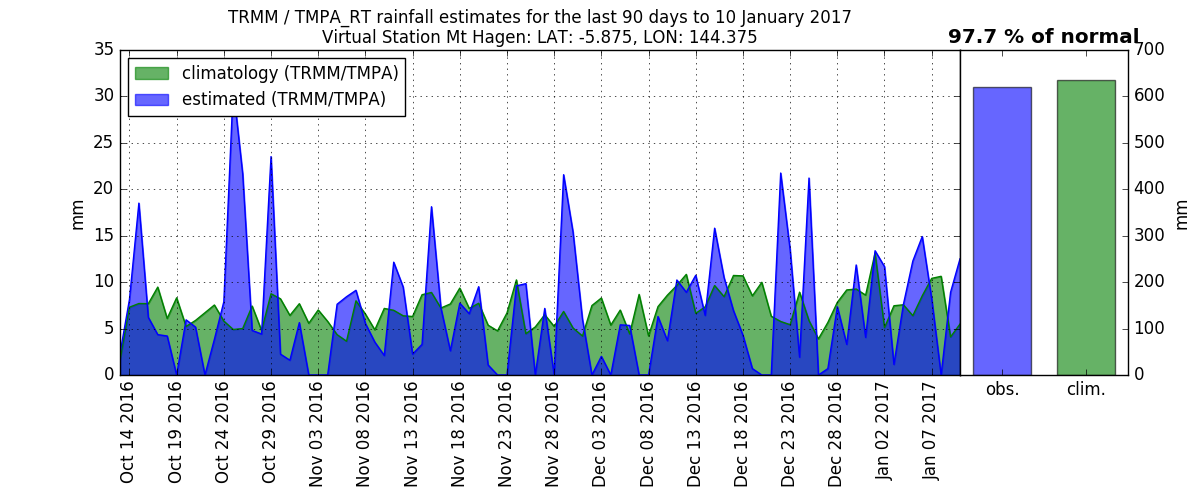 TRMM / TMPA_RT rainfall estimates for the last 90 days to 10 January 2017
Virtual Station Mt Hagen: LAT: -5.875, LON: 144.375
97.7 % of normal
climatology (TRMM/TMPA)
estimated (TRMM/TMPA)
35
30
25
20
15
10
5
0
mm
Oct 14 2016
Oct 19 2016
Oct 24 2016
Oct 29 2016
Nov 03 2016
Nov 08 2016
Nov 13 2016
Nov 18 2016
Nov 23 2016
Nov 28 2016
Dec 03 2016
Dec 08 2016
Dec 13 2016
Dec 18 2016
Dec 23 2016
Dec 28 2016
Jan 02 2017
Jan 07 2017
obs.
clim.
700
600
500
400
300
200
100
0
mm